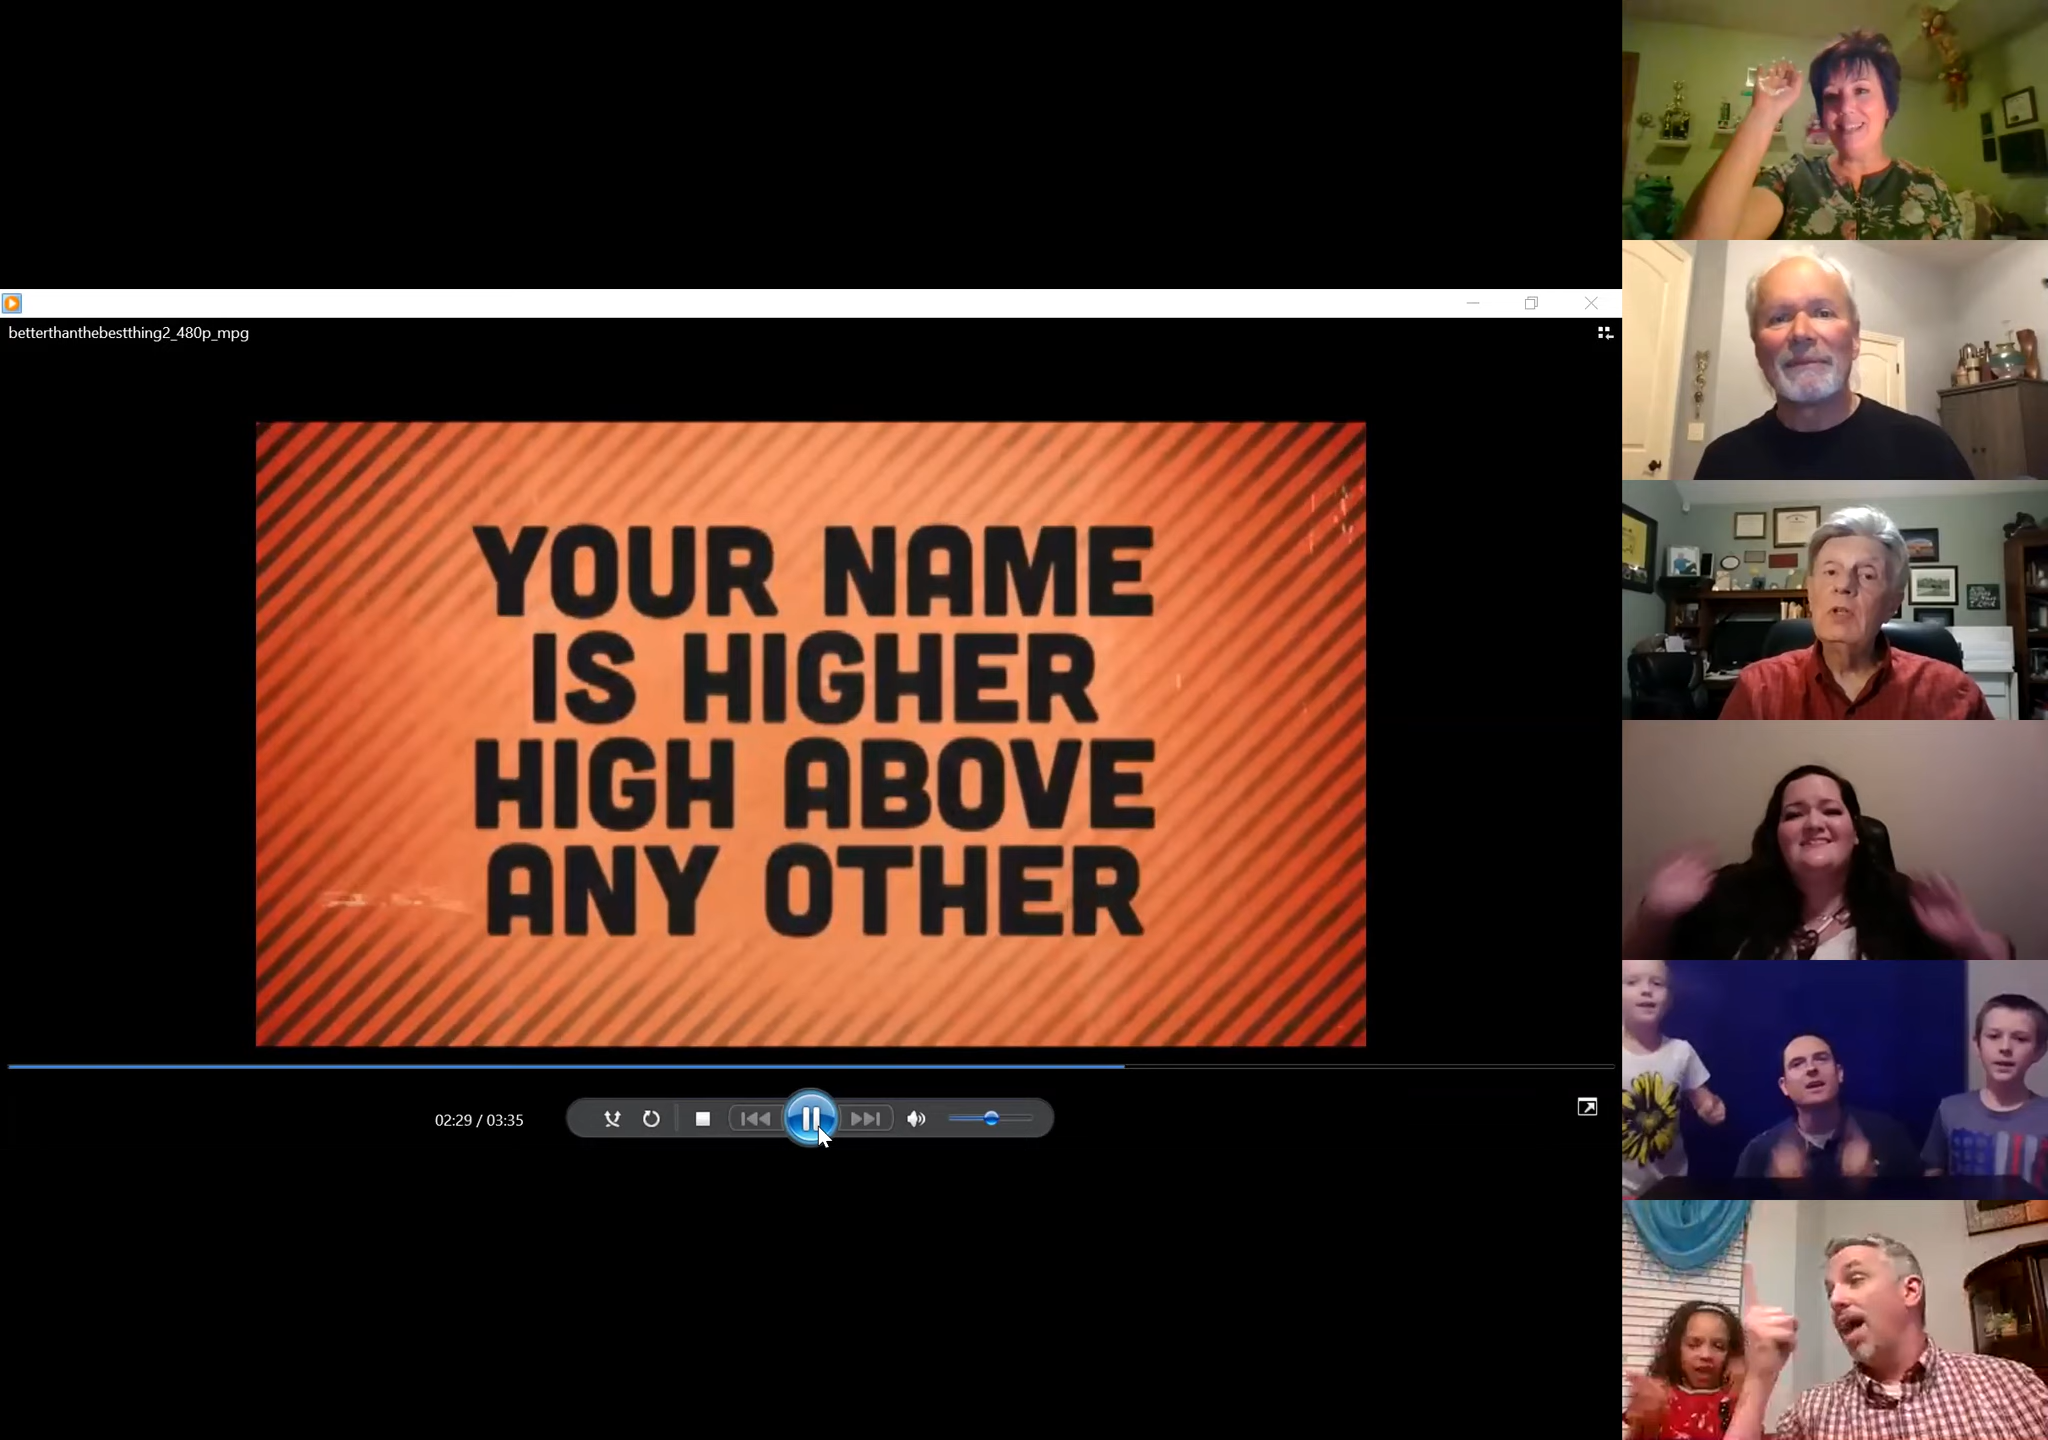 betterthanthebestthing2_480p_mpg
YOUR NAME
IS HIGHER
HIGH ABOVE
ANY OTHER
02:29 / 03:35